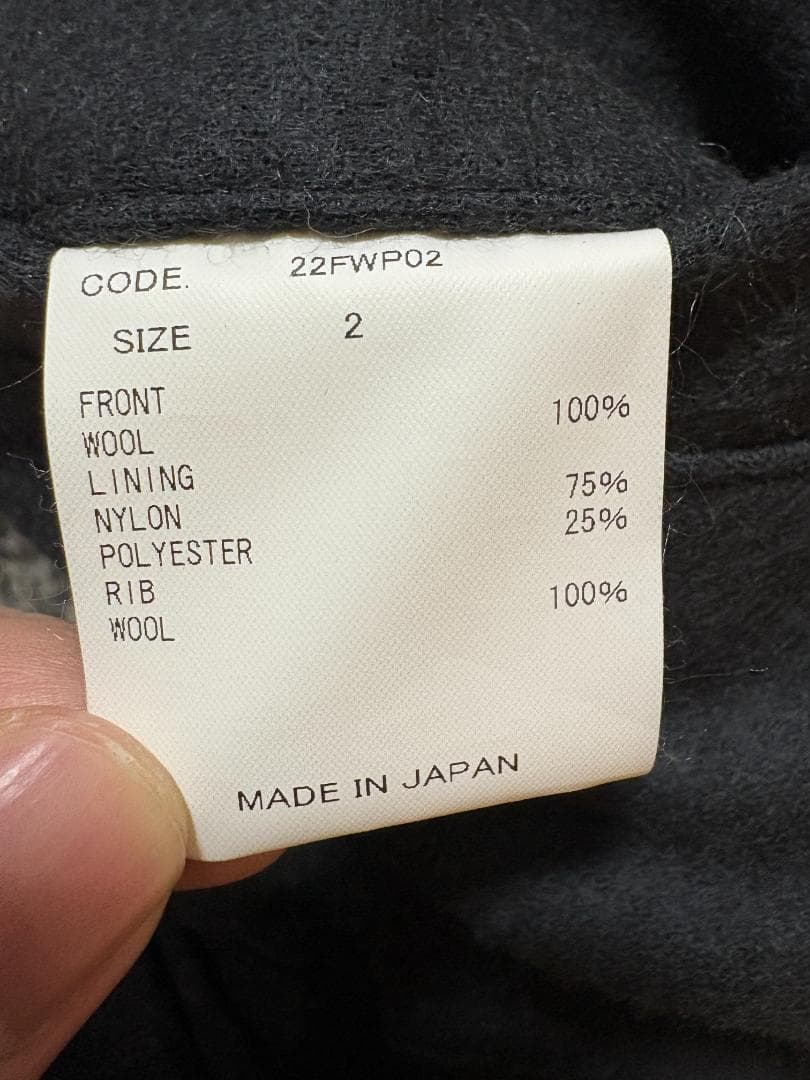 CODE. 22FWP02
SIZE 2
FRONT
WOOL 100%
LINING
NYLON 75%
POLYESTER 25%
RIB
WOOL 100%
MADE IN JAPAN